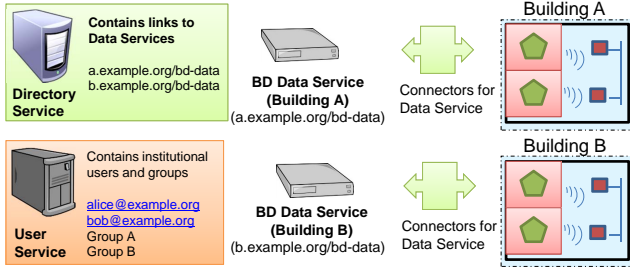 Contains links to
Data Services
a.example.org/bd-data
b.example.org/bd-data
Directory
Service
BD Data Service
(Building A)
(a.example.org/bd-data)
Connectors for
Data Service
Building A
Contains institutional
users and groups
alice@example.org
bob@example.org
Group A
Group B
User
Service
BD Data Service
(Building B)
(b.example.org/bd-data)
Connectors for
Data Service
Building B